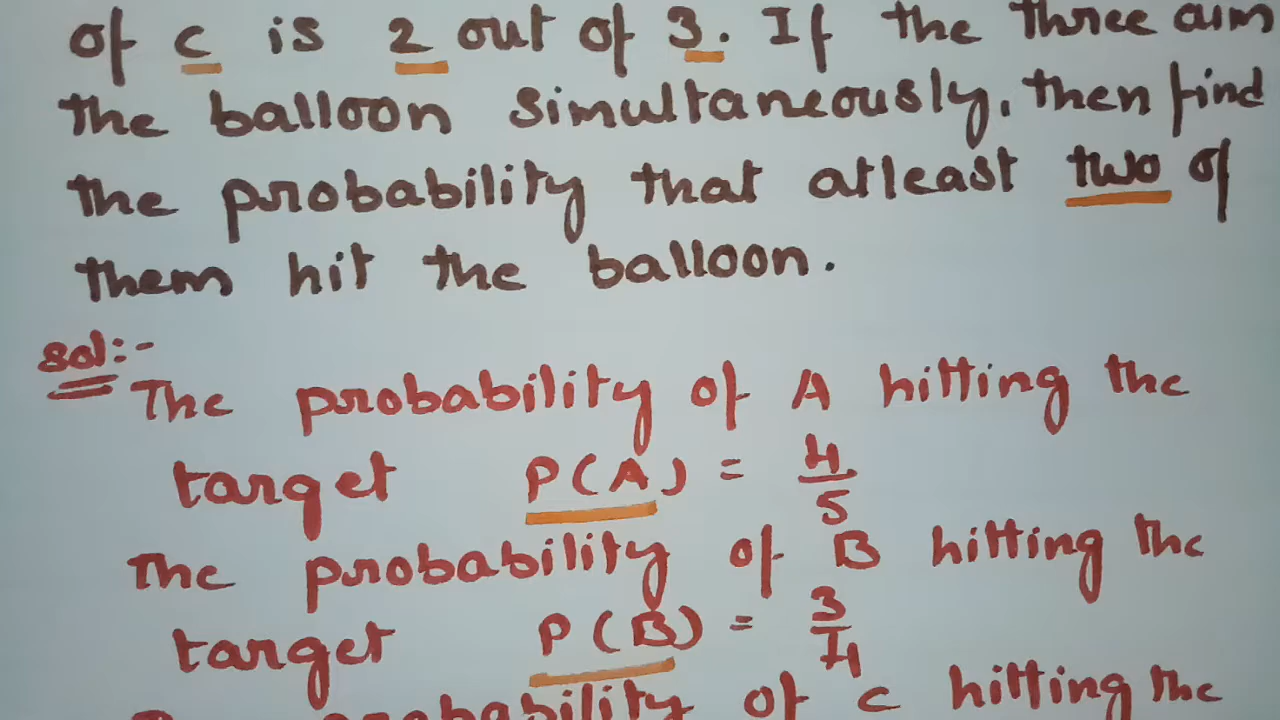 of c is 2 out of 3. If the three aim
the balloon simultaneously, then find
the probability that atleast two of
them hit the balloon.
sol:-
The probability of A hitting the
target P(A) = 4/5
The probability of B hitting the
target P(B) = 3/4
probability of c hitting the